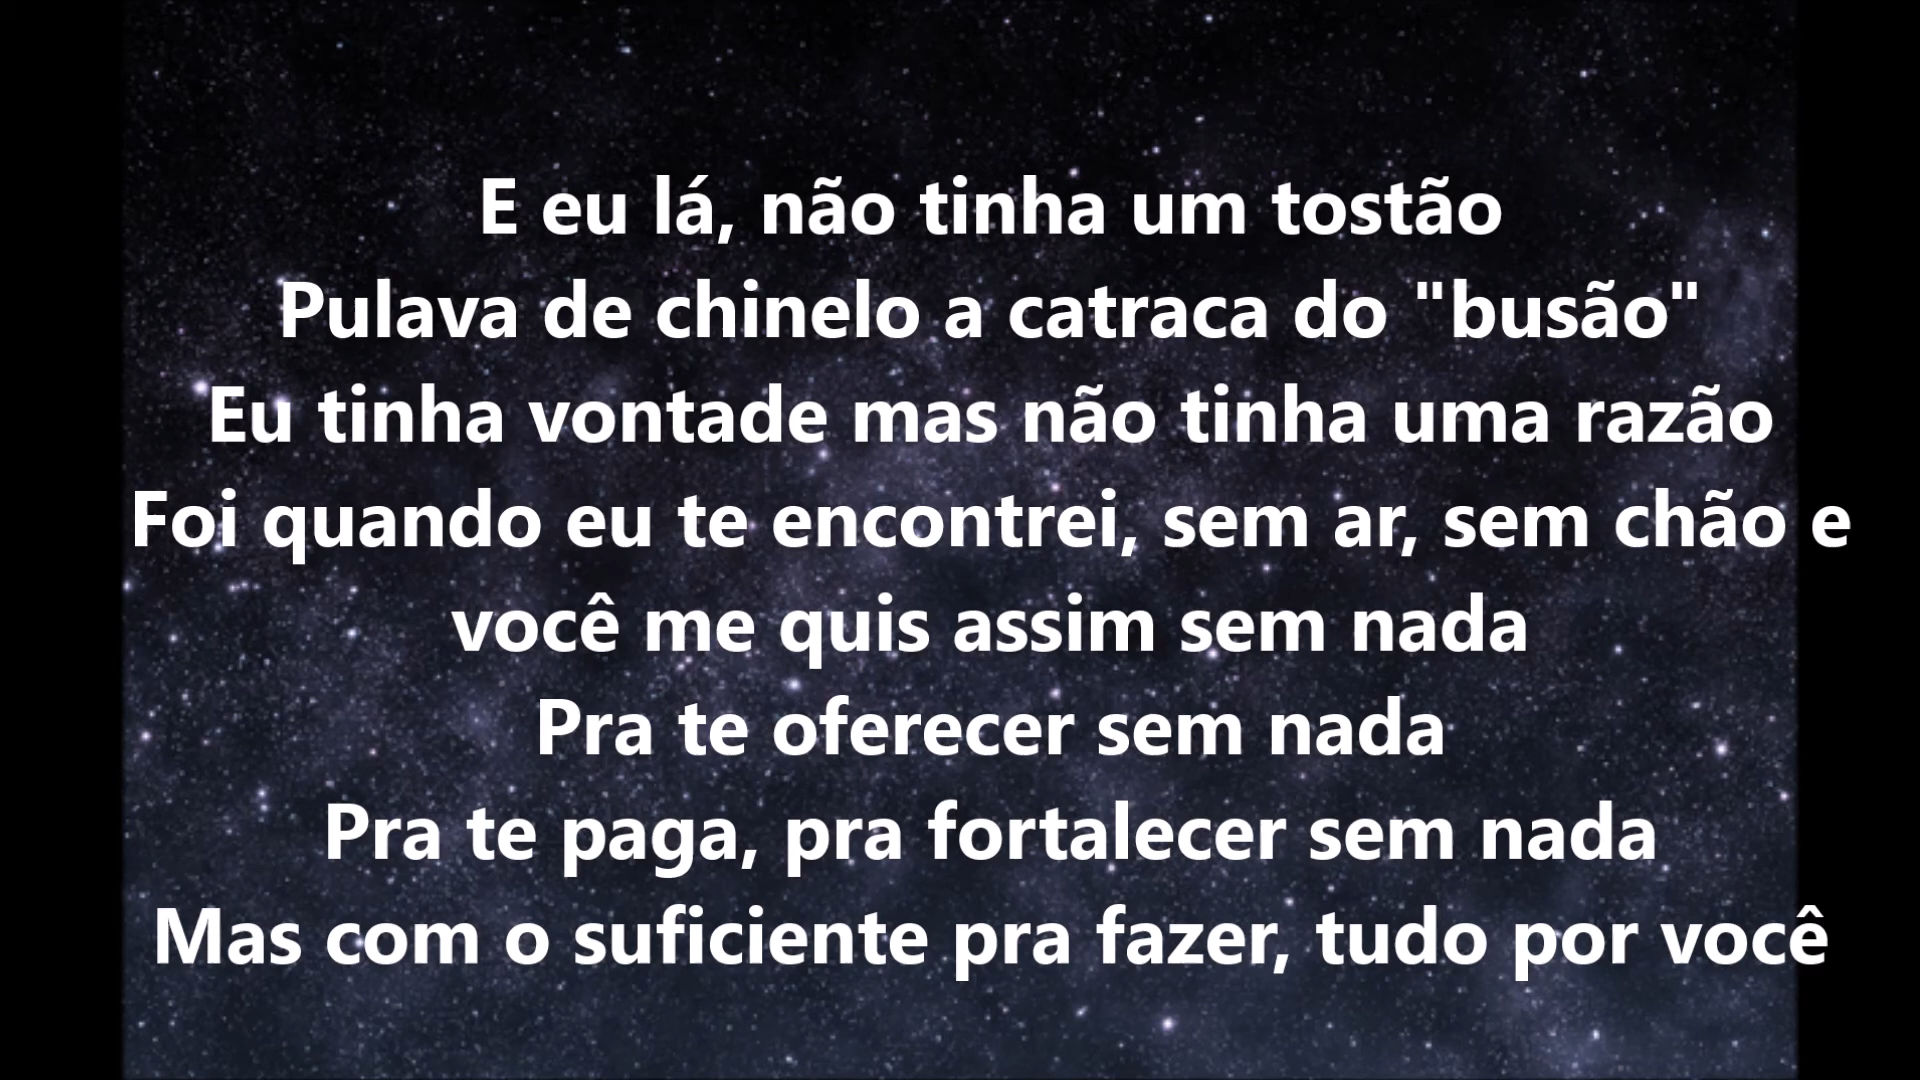 E eu lá, não tinha um tostão
Pulava de chinelo a catraca do "busão"
Eu tinha vontade mas não tinha uma razão
Foi quando eu te encontrei, sem ar, sem chão e
você me quis assim sem nada
Pra te oferecer sem nada
Pra te paga, pra fortalecer sem nada
Mas com o suficiente pra fazer, tudo por você